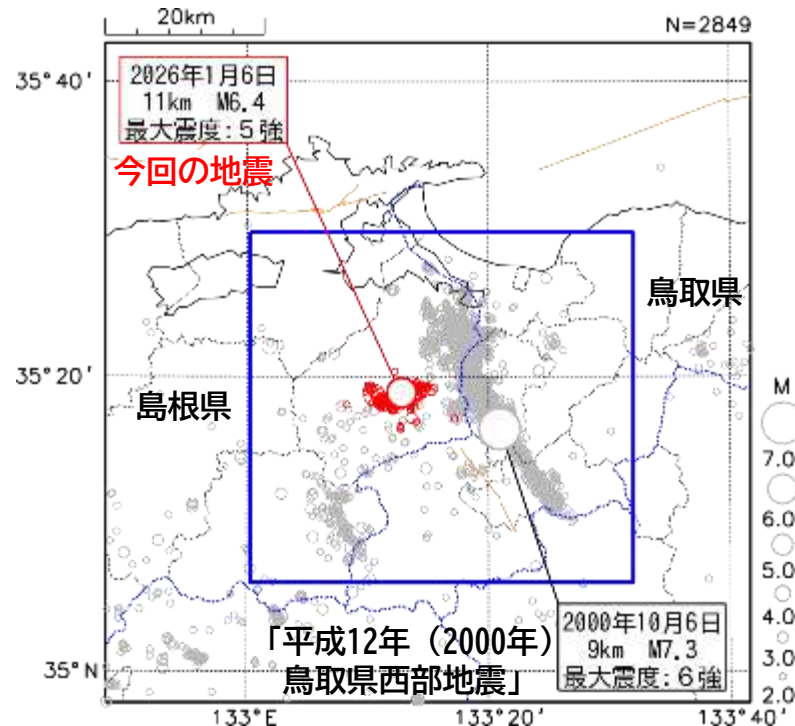 20km
N=2849
35°40'
2026年1月6日
11km M6.4
最大震度:5強
今回の地震
鳥取県
35°20'
島根県
M
7.0
6.0
5.0
4.0
3.0
2.0
「平成12年（2000年）
鳥取県西部地震」
2000年10月6日
9km M7.3
最大震度:6強
35°N
133°E
133°20'
133°40'